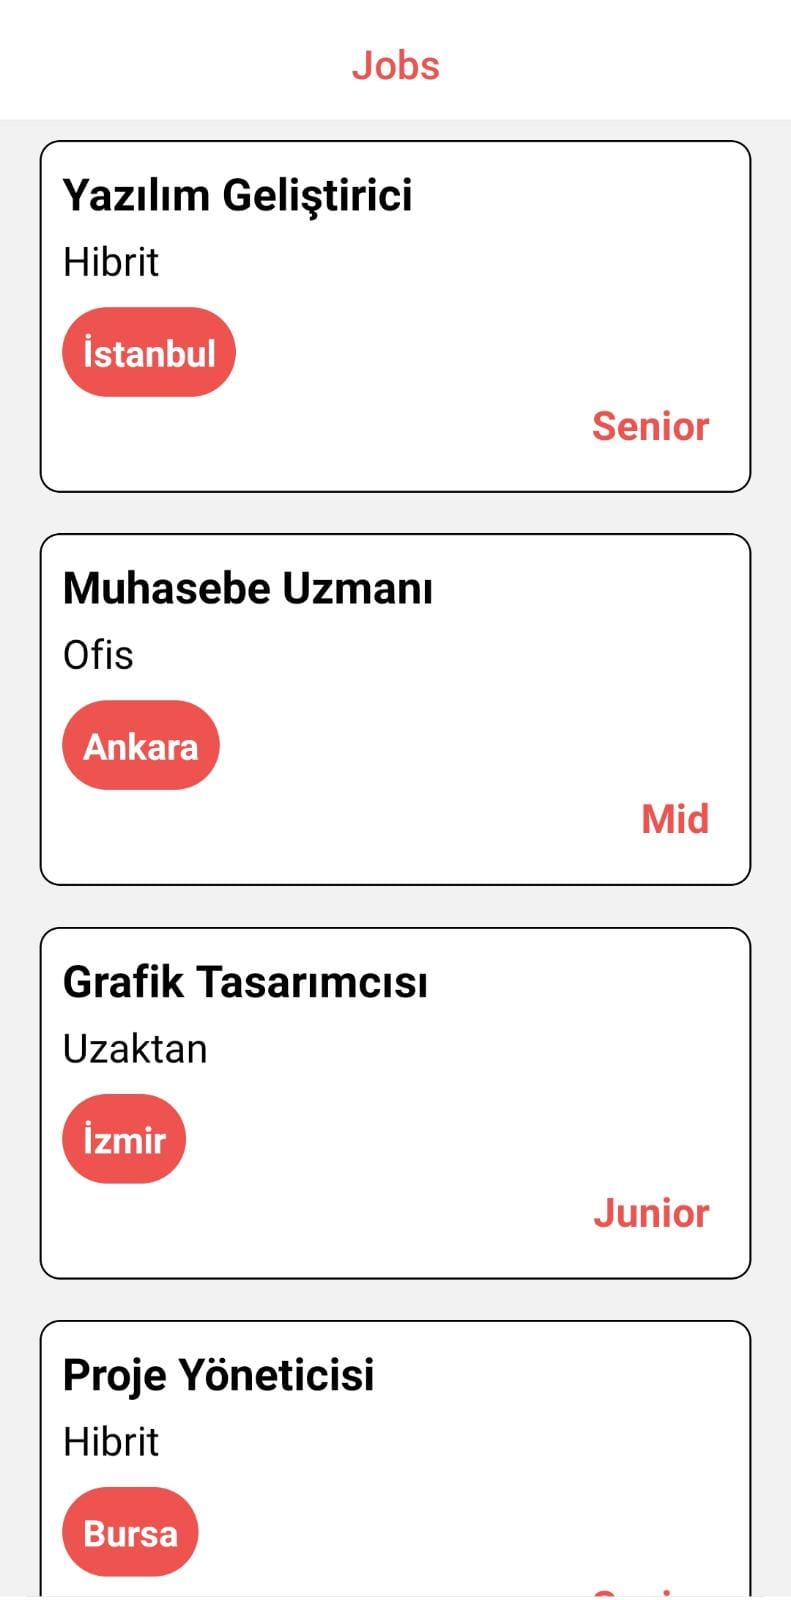 Jobs
Yazılım Geliştirici
Hibrit
İstanbul
Senior
Muhasebe Uzmanı
Ofis
Ankara
Mid
Grafik Tasarımcısı
Uzaktan
İzmir
Junior
Proje Yöneticisi
Hibrit
Bursa